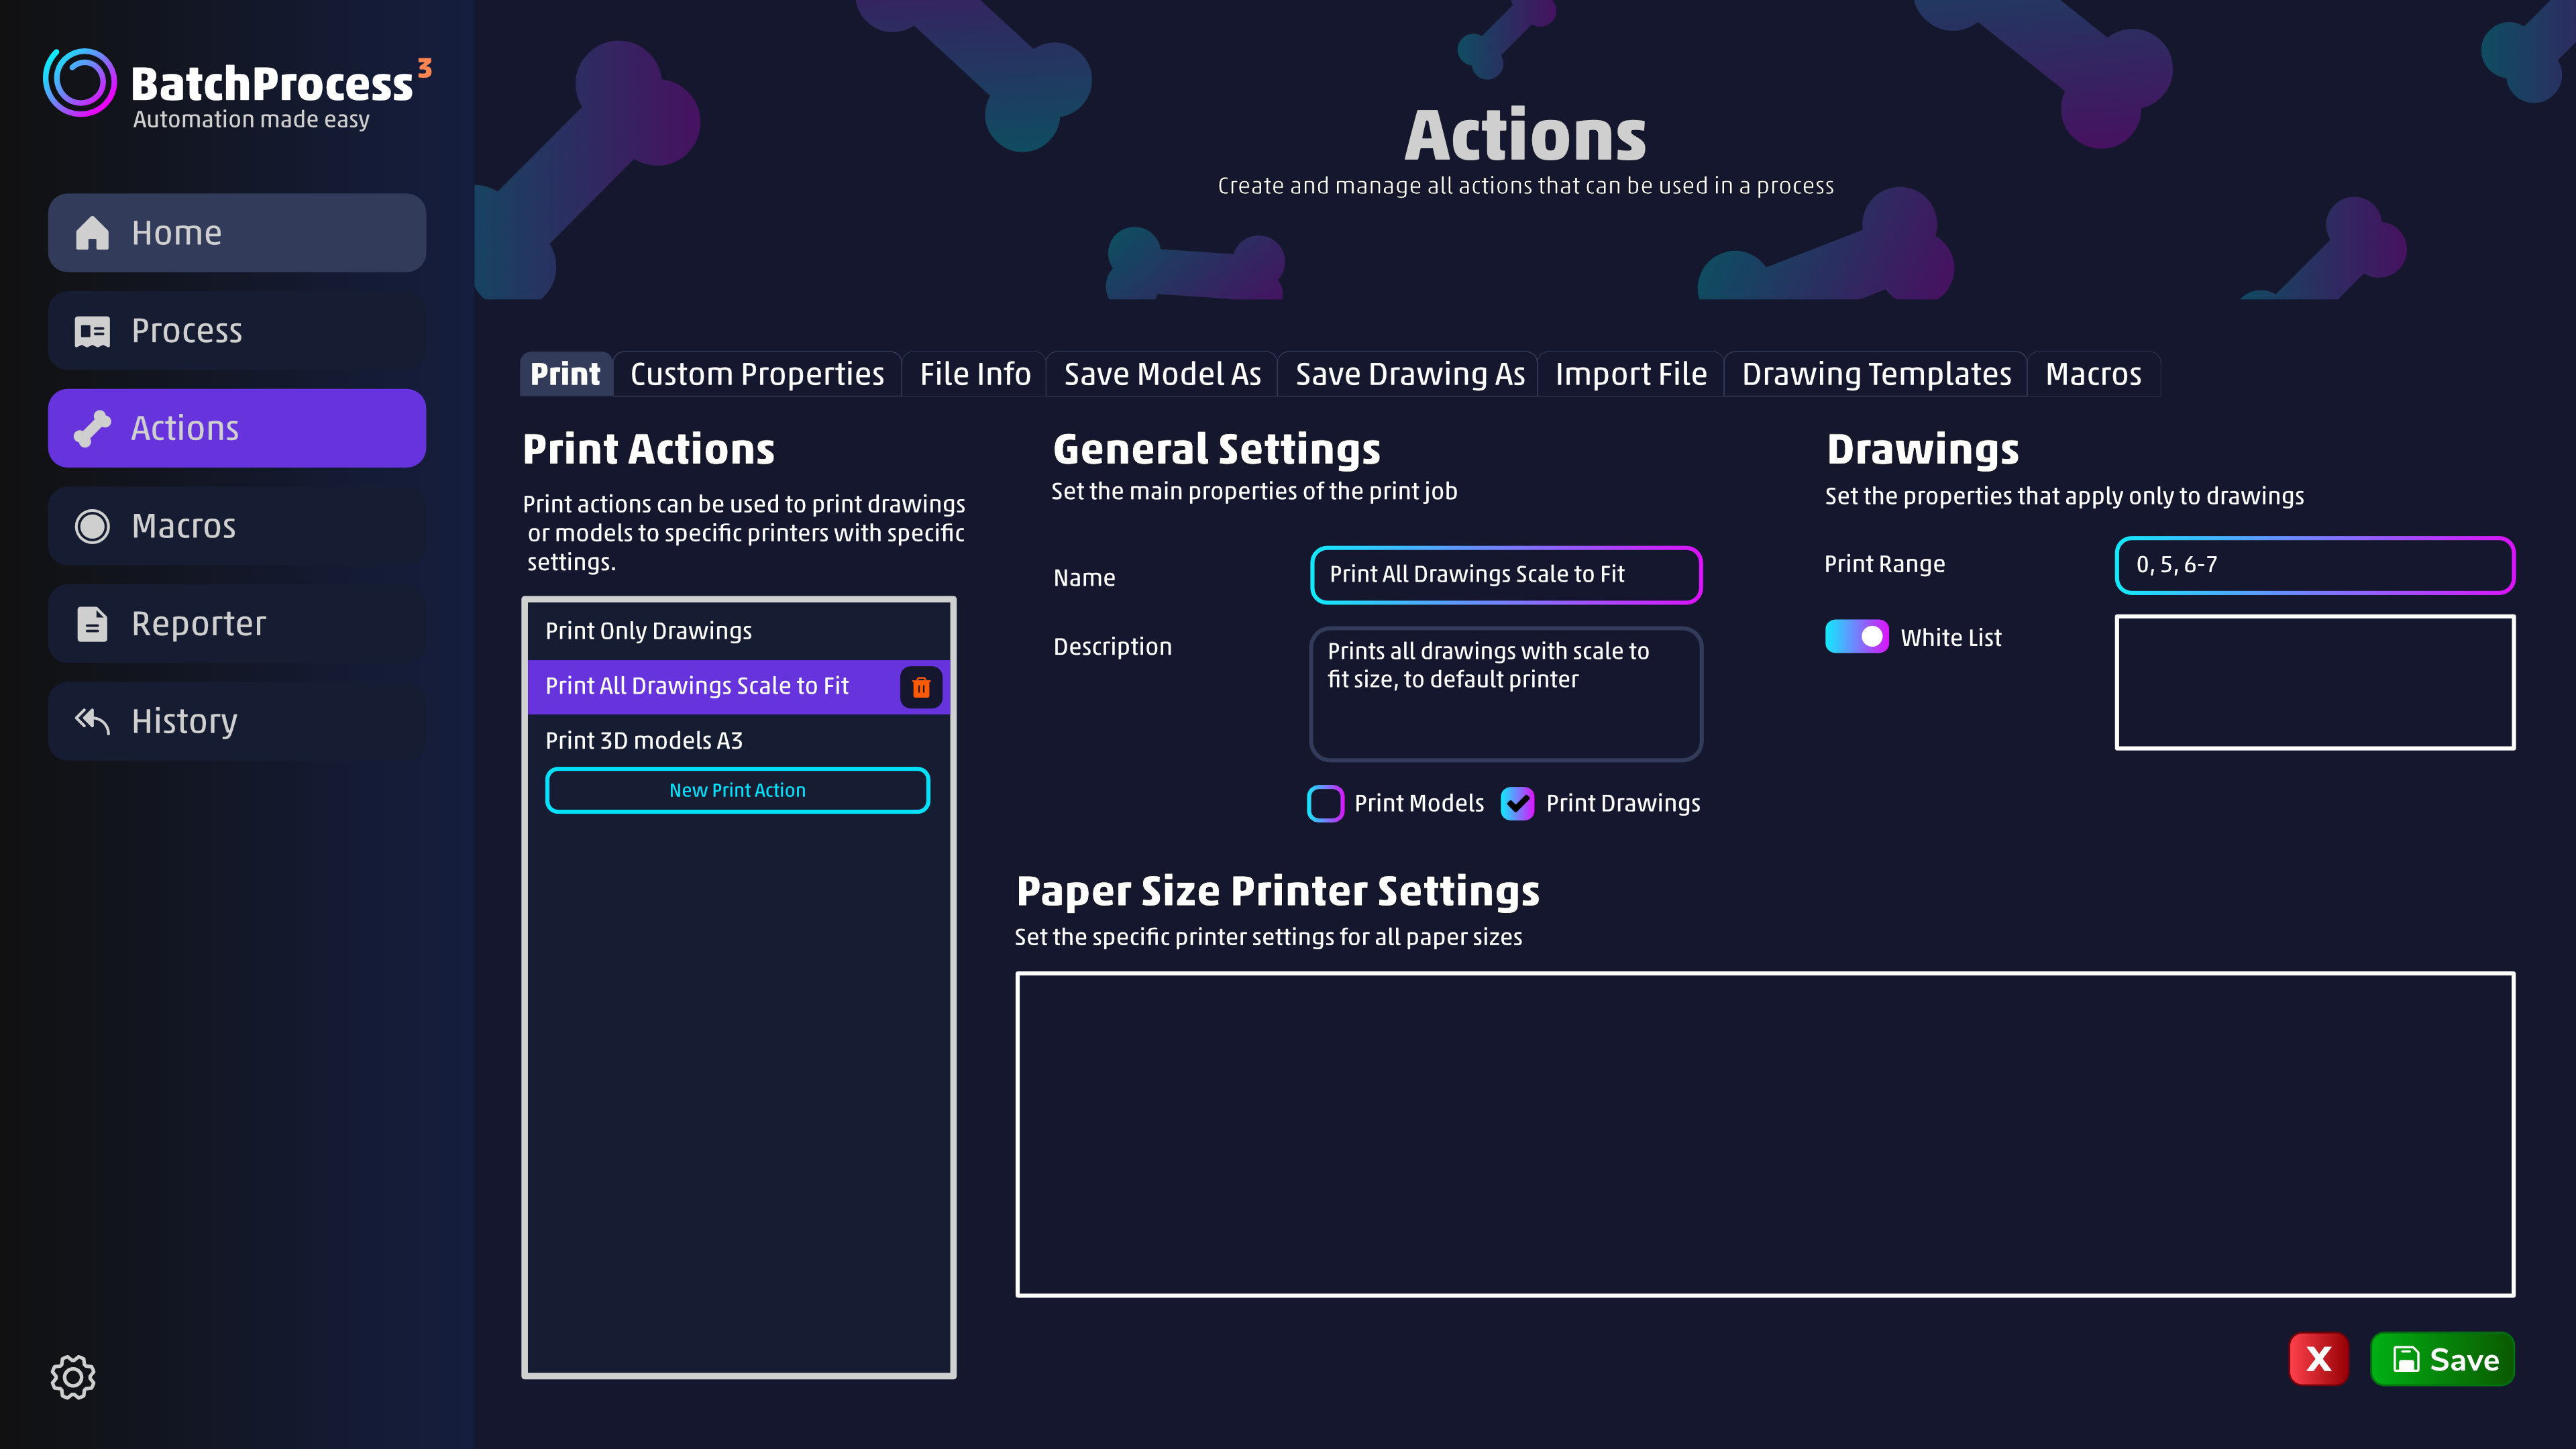 BatchProcess3
Automation made easy
Home
Process
Actions
Macros
Reporter
History
Actions
Create and manage all actions that can be used in a process
Print
Custom Properties
File Info
Save Model As
Save Drawing As
Import File
Drawing Templates
Macros
Print Actions
Print actions can be used to print drawings
or models to specific printers with specific
settings.
Print Only Drawings
Print All Drawings Scale to Fit
Print 3D models A3
New Print Action
General Settings
Set the main properties of the print job
Name
Print All Drawings Scale to Fit
Description
Prints all drawings with scale to
fit size, to default printer
Print Models
Print Drawings
Drawings
Set the properties that apply only to drawings
Print Range
0, 5, 6-7
White List
Paper Size Printer Settings
Set the specific printer settings for all paper sizes
X
Save